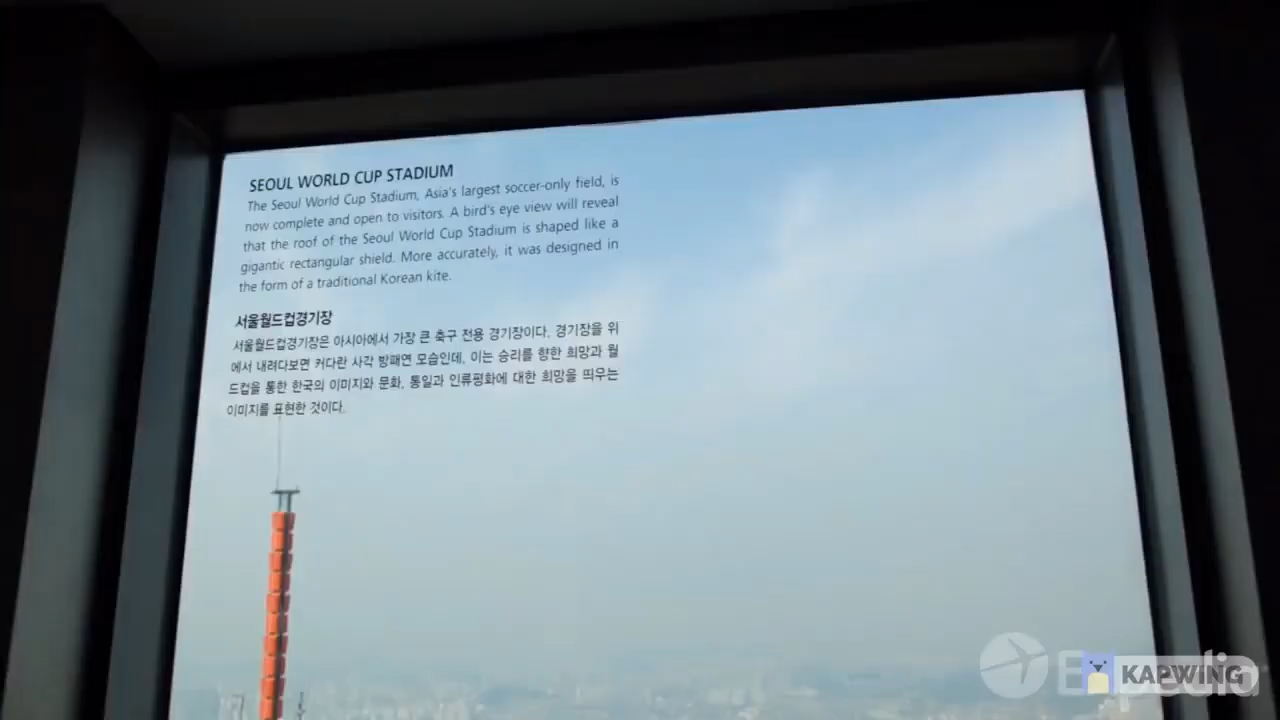 SEOUL WORLD CUP STADIUM
The Seoul World Cup Stadium, Asia's largest soccer-only field, is
now complete and open to visitors. A bird's eye view will reveal
that the roof of the Seoul World Cup Stadium is shaped like a
gigantic rectangular shield. More accurately, it was designed in
the form of a traditional Korean kite.
서울월드컵경기장
서울월드컵경기장은 아시아에서 가장 큰 축구 전용 경기장이다. 경기장을 위
에서 내려다보면 커다란 사각 방패연 모습인데, 이는 승리를 향한 희망과 월
드컵을 통한 한국의 이미지와 문화, 통일과 인류평화에 대한 희망을 띄우는
이미지를 표현한 것이다.
KAPWING